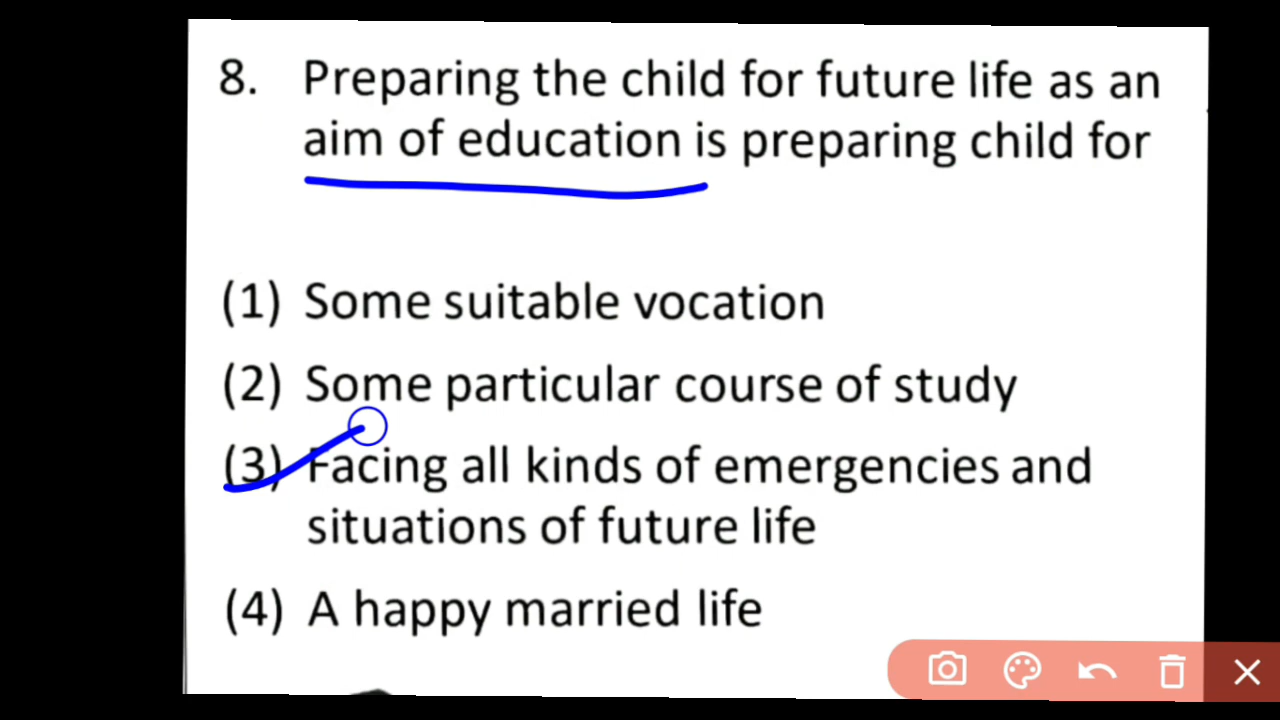 8. Preparing the child for future life as an
aim of education is preparing child for
(1) Some suitable vocation
(2) Some particular course of study
(3) Facing all kinds of emergencies and
situations of future life
(4) A happy married life